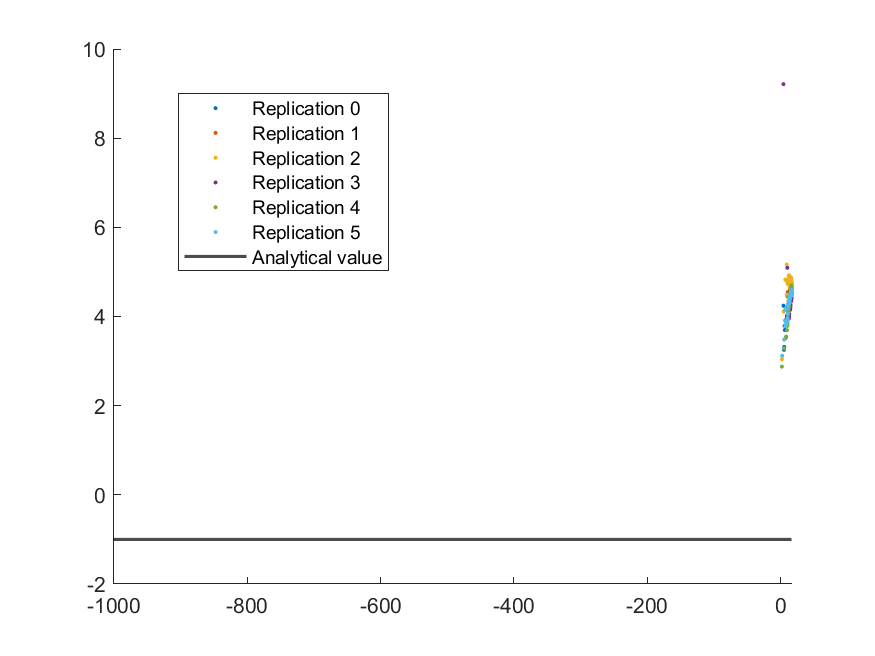 10
8
6
4
2
0
-2
Replication 0
Replication 1
Replication 2
Replication 3
Replication 4
Replication 5
Analytical value
-1000 -800 -600 -400 -200 0